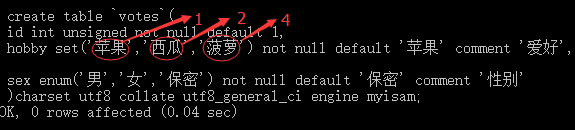 create table `votes`(
id int unsigned not null default 1,
hobby set('苹果','西瓜','菠萝') not null default '苹果' comment '爱好',
1 2 4
sex enum('男','女','保密') not null default '保密' comment '性别'
)charset utf8 collate utf8_general_ci engine myisam;
OK, 0 rows affected (0.04 sec)